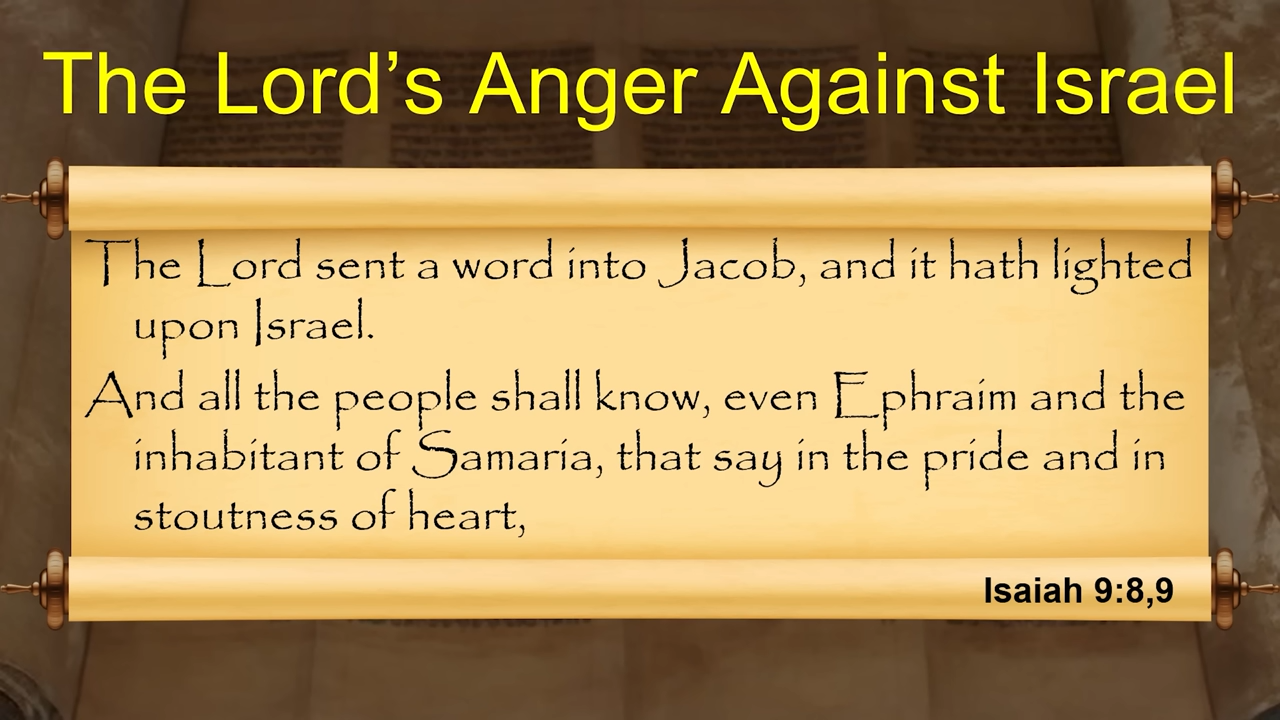 The Lord’s Anger Against Israel
The Lord sent a word into Jacob, and it hath lighted
upon Israel.
And all the people shall know, even Ephraim and the
inhabitant of Samaria, that say in the pride and in
stoutness of heart,
Isaiah 9:8,9